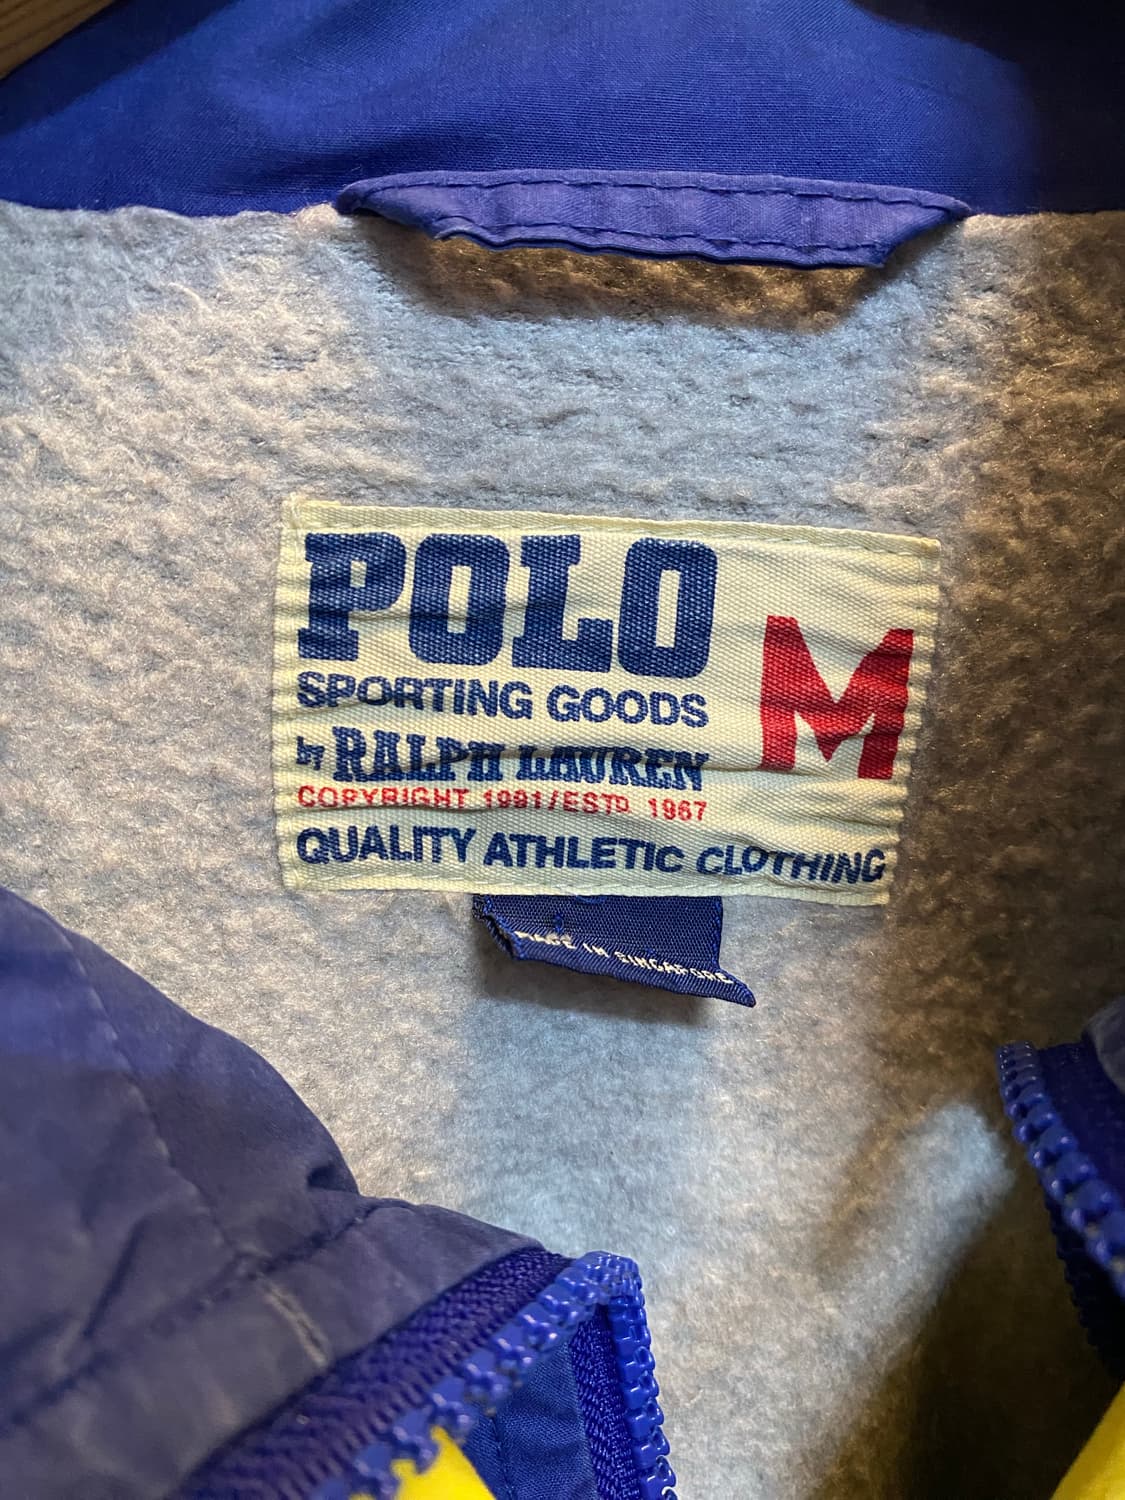 POLO
SPORTING GOODS
by RALPH LAUREN
COPYRIGHT 1991/ESTD 1967
QUALITY ATHLETIC CLOTHING
M
MADE IN SINGAPORE